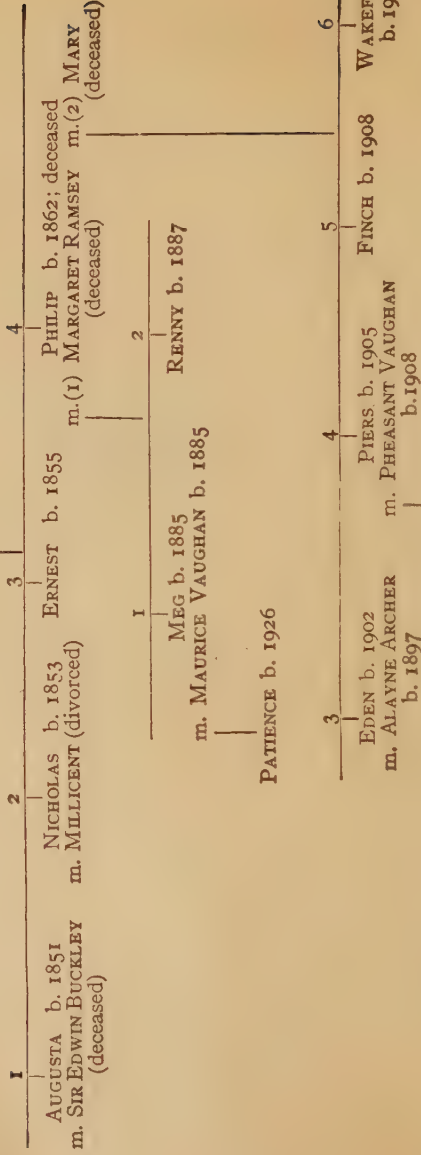 1
AUGUSTA b. 1851
m. SIR EDWIN BUCKLEY
(deceased)
2
NICHOLAS b. 1853
m. MILLICENT (divorced)
3
ERNEST b. 1855
4
PHILIP b. 1862; deceased
m. (1) MARGARET RAMSEY m. (2) MARY
(deceased) (deceased)
1
MEG b. 1885
m. MAURICE VAUGHAN b. 1885
2
RENNY b. 1887
PATIENCE b. 1926
3
EDEN b. 1902
m. ALAYNE ARCHER
b. 1897
4
PIERS b. 1905
m. PHEASANT VAUGHAN
b. 1908
5
FINCH b. 1908
6
WAKEF
b. 19